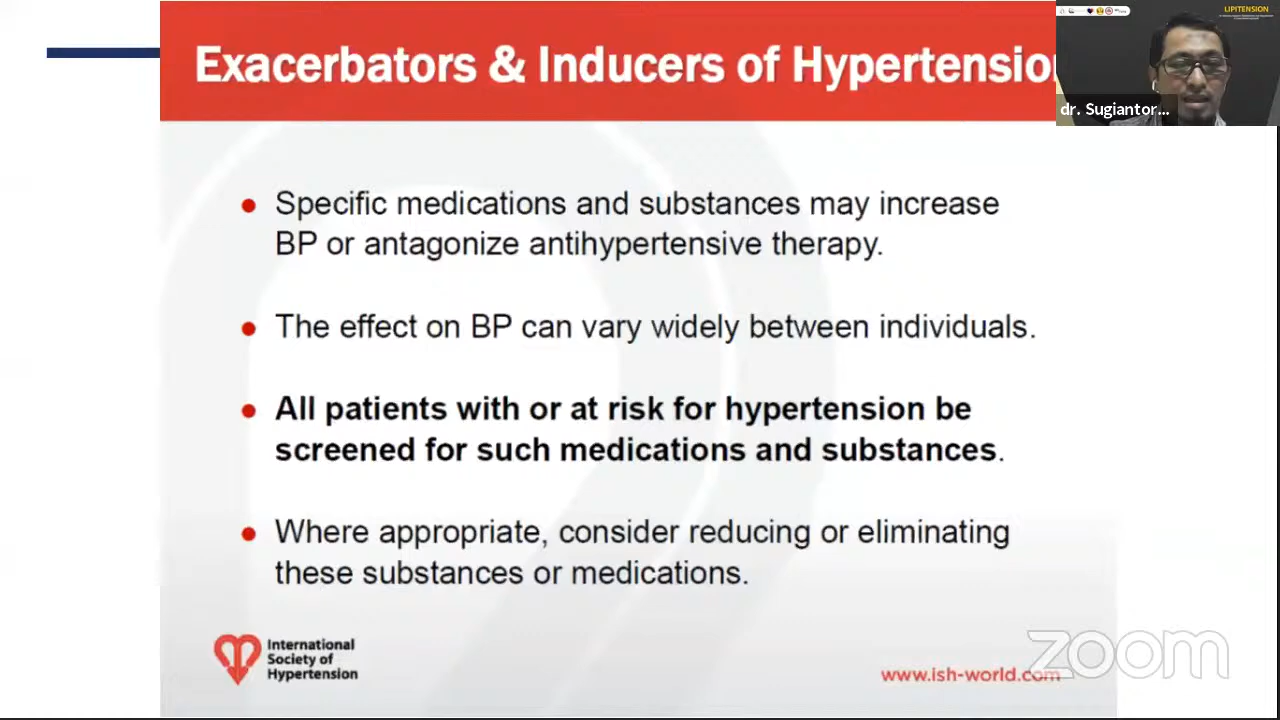 Exacerbators & Inducers of Hypertensio
LIPITENSION
dr. Sugiantor...
● Specific medications and substances may increase
BP or antagonize antihypertensive therapy.
● The effect on BP can vary widely between individuals.
● All patients with or at risk for hypertension be
screened for such medications and substances.
● Where appropriate, consider reducing or eliminating
these substances or medications.
International
Society of
Hypertension
www.ish-world.com
zoom